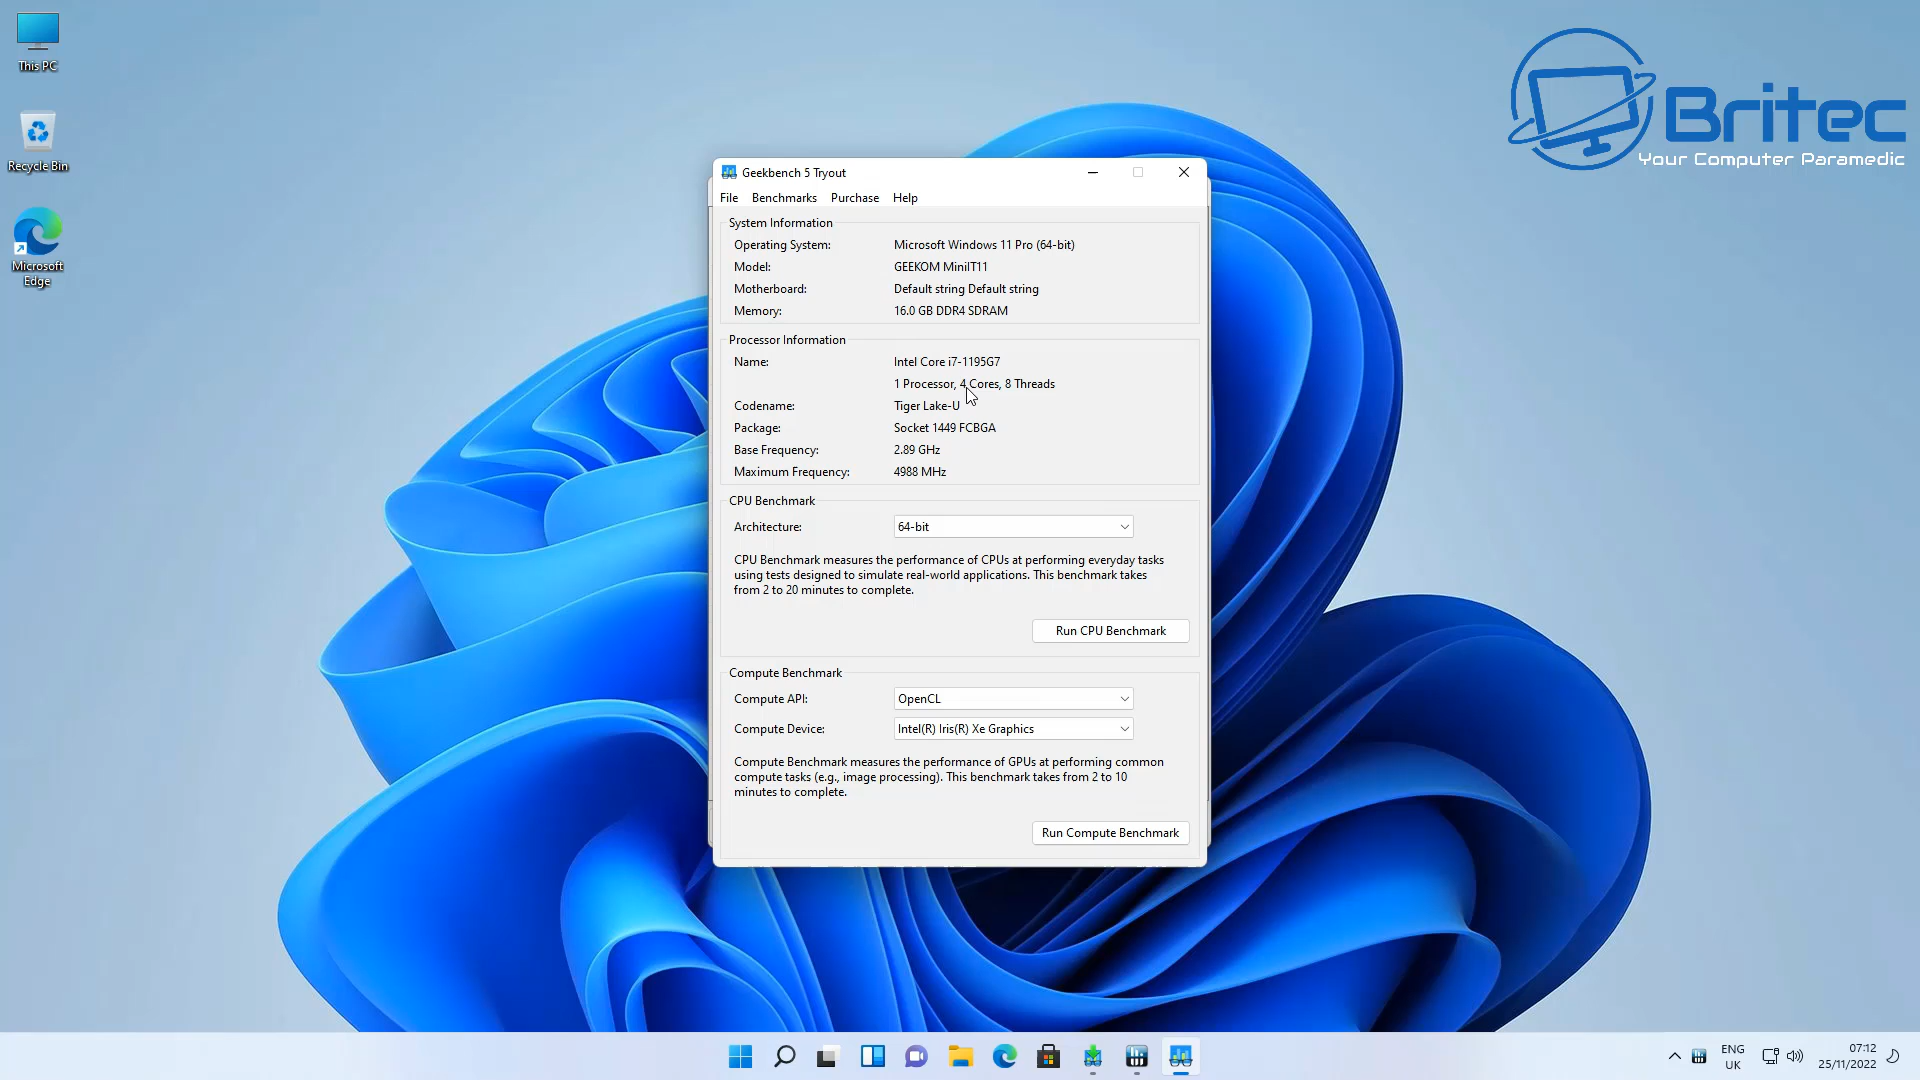 This PC
Recycle Bin
Microsoft
Edge
Britec
Your Computer Paramedic
Geekbench 5 Tryout
File Benchmarks Purchase Help
System Information
Operating System: Microsoft Windows 11 Pro (64-bit)
Model: GEEKOM MiniIT11
Motherboard: Default string Default string
Memory: 16.0 GB DDR4 SDRAM
Processor Information
Name: Intel Core i7-1195G7
1 Processor, 4 Cores, 8 Threads
Codename: Tiger Lake-U
Package: Socket 1449 FCBGA
Base Frequency: 2.89 GHz
Maximum Frequency: 4988 MHz
CPU Benchmark
Architecture: 64-bit
CPU Benchmark measures the performance of CPUs at performing everyday tasks
using tests designed to simulate real-world applications. This benchmark takes
from 2 to 20 minutes to complete.
Run CPU Benchmark
Compute Benchmark
Compute API: OpenCL
Compute Device: Intel(R) Iris(R) Xe Graphics
Compute Benchmark measures the performance of GPUs at performing common
compute tasks (e.g., image processing). This benchmark takes from 2 to 10
minutes to complete.
Run Compute Benchmark
ENG
UK
07:12
25/11/2022